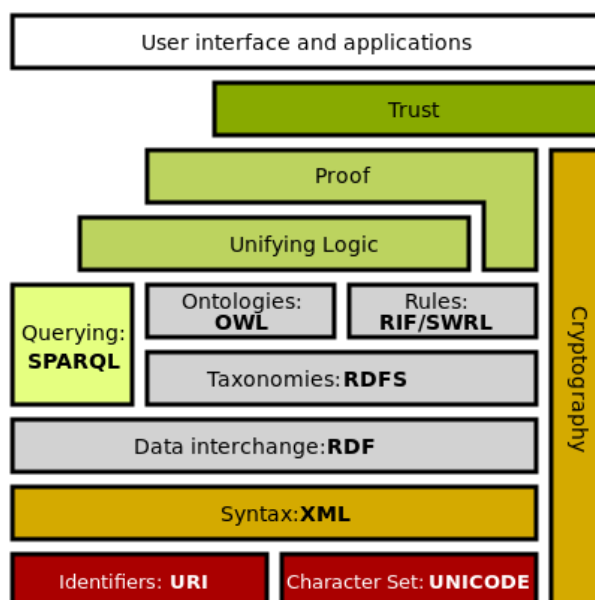 User interface and applications
Trust
Proof
Unifying Logic
Querying:
SPARQL
Ontologies:
OWL
Rules:
RIF/SWRL
Taxonomies:RDFS
Data interchange:RDF
Syntax:XML
Identifiers: URI
Character Set: UNICODE
Cryptography